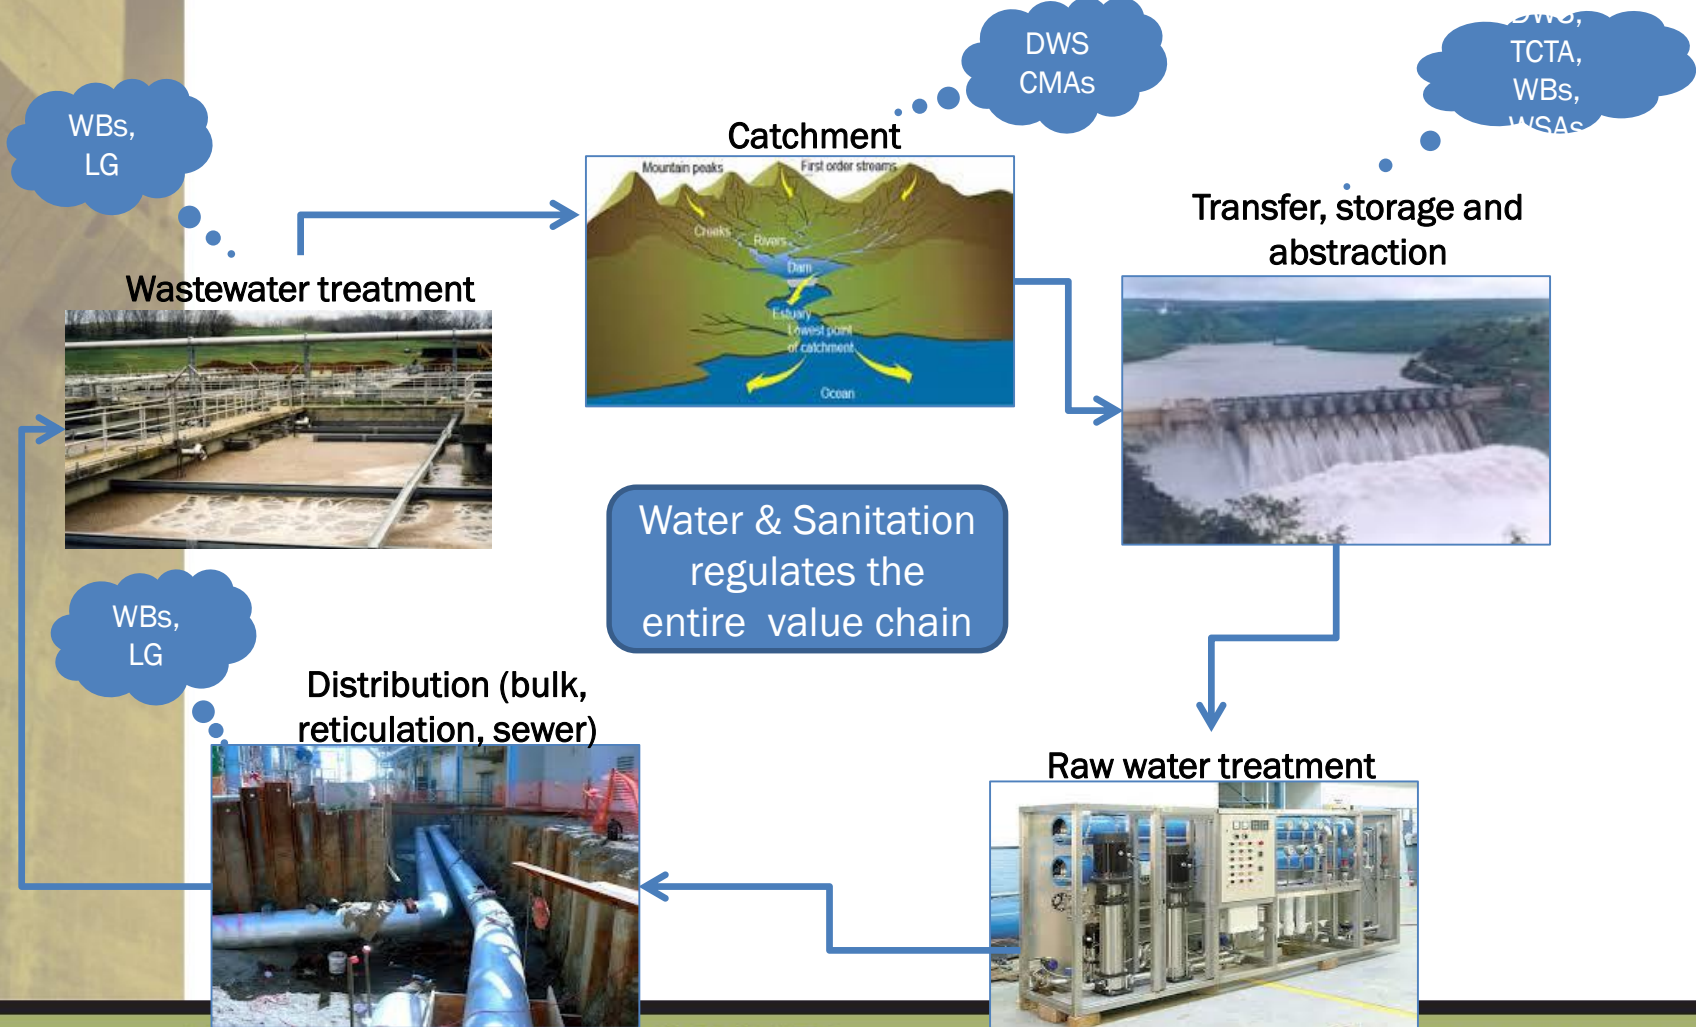 DWS
CMAs
DWS,
TCTA,
WBs,
WSAs
WBs,
LG
Catchment
Mountain peaks
First order streams
Creeks
Rivers
Dam
Estuary
Lowest point
of catchment
Ocean
Transfer, storage and
abstraction
Wastewater treatment
Water & Sanitation
regulates the
entire value chain
WBs,
LG
Distribution (bulk,
reticulation, sewer)
Raw water treatment